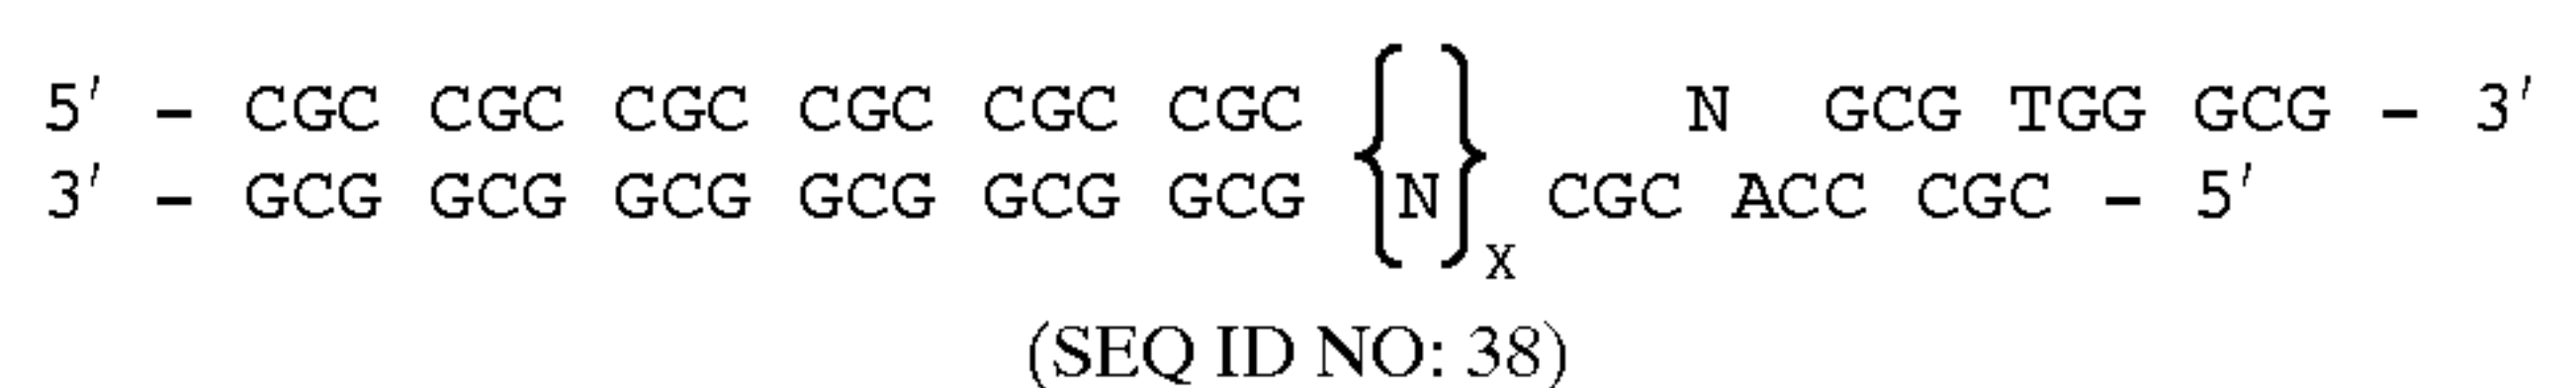 5' - CGC CGC CGC CGC CGC CGC { N GCG TGG GCG - 3'
3' - GCG GCG GCG GCG GCG GCG {N}X CGC ACC CGC - 5'
(SEQ ID NO: 38)